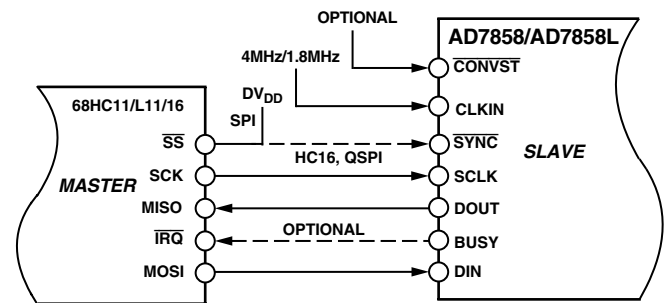 OPTIONAL
AD7858/AD7858L
4MHz/1.8MHz
CONVST
DVDD
68HC11/L11/16
CLKIN
SPI
SS
SYNC
SLAVE
HC16, QSPI
MASTER
SCK
SCLK
MISO
DOUT
OPTIONAL
IRQ
BUSY
MOSI
DIN